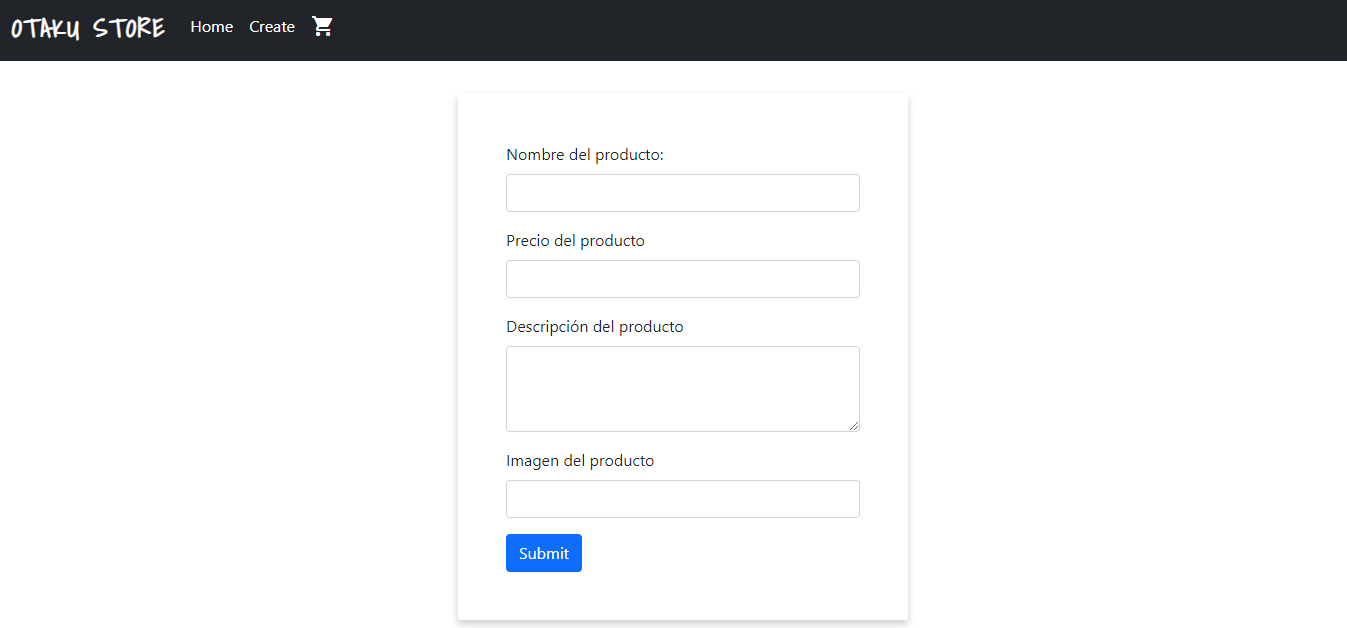 OTAKU STORE Home Create
Nombre del producto:
Precio del producto
Descripción del producto
Imagen del producto
Submit